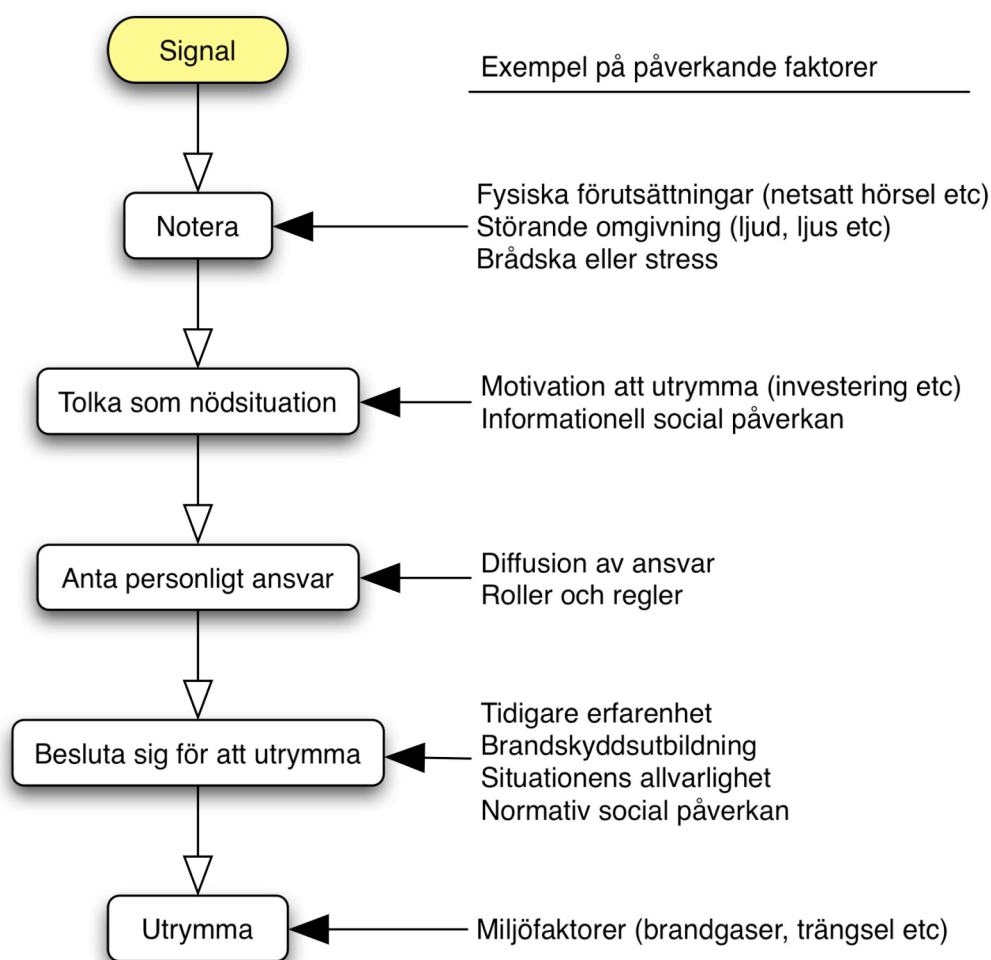 Signal
Exempel på påverkande faktorer
Notera
Fysiska förutsättningar (netsatt hörsel etc)
Störande omgivning (ljud, ljus etc)
Brådska eller stress
Tolka som nödsituation
Motivation att utrymma (investering etc)
Informationell social påverkan
Anta personligt ansvar
Diffusion av ansvar
Roller och regler
Besluta sig för att utrymma
Tidigare erfarenhet
Brandskyddsutbildning
Situationens allvarlighet
Normativ social påverkan
Utrymma
Miljöfaktorer (brandgaser, trängsel etc)